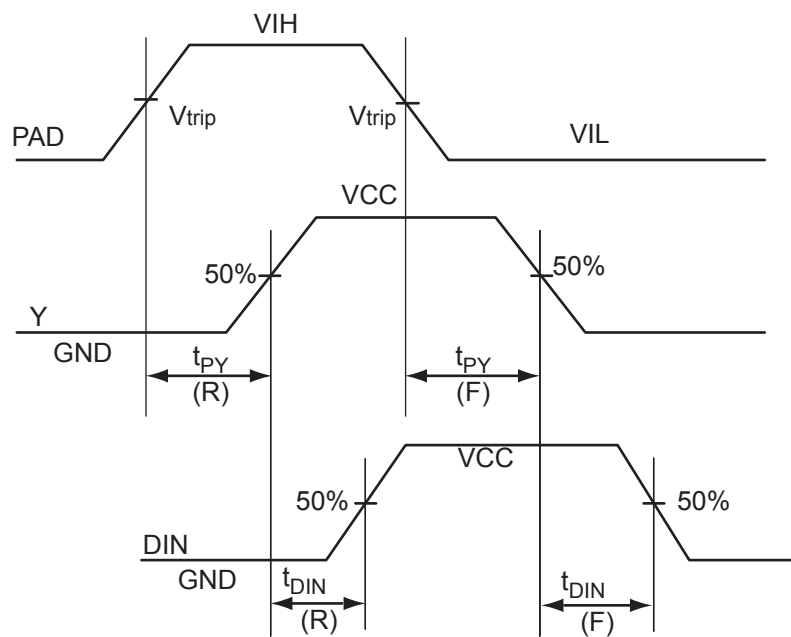 VIH
PAD
Vtrip
Vtrip
VIL
VCC
50%
50%
Y
GND
tPY
(R)
tPY
(F)
VCC
50%
50%
DIN
GND
tDIN
(R)
tDIN
(F)